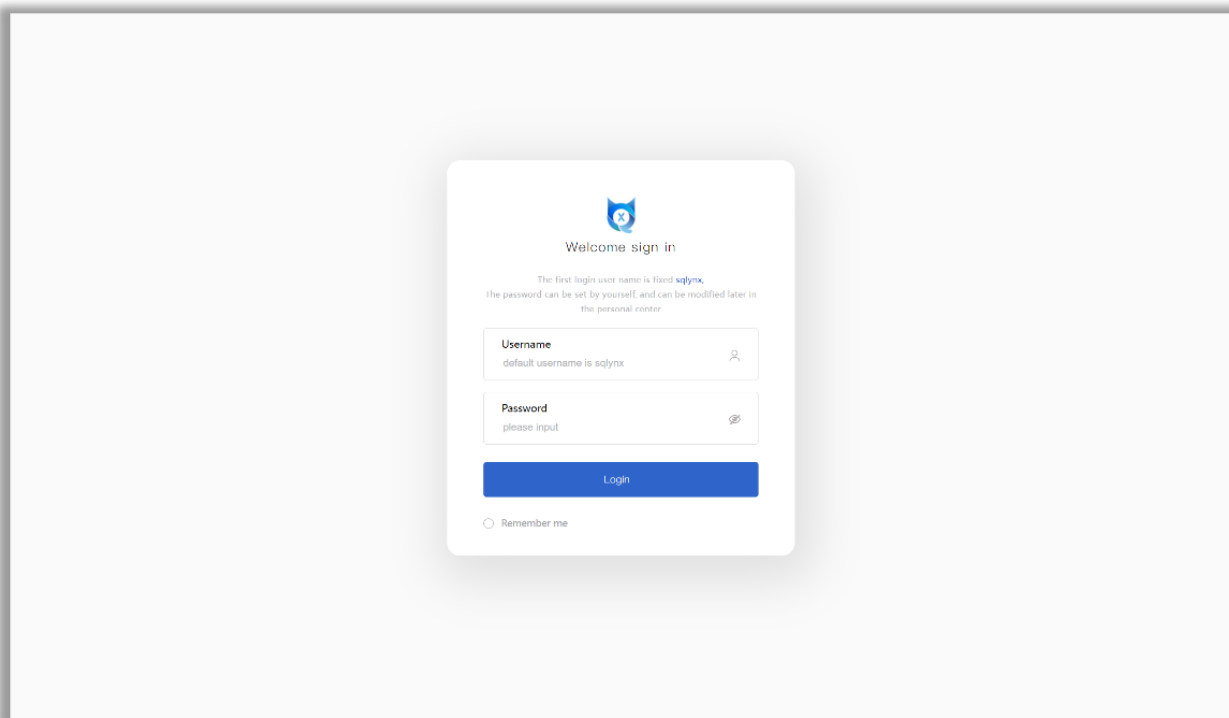 X
Welcome sign in
The first login user name is fixed sqlynx,
The password can be set by yourself, and can be modified later in
the personal center
Username
default username is sqlynx
Password
please input
Login
Remember me